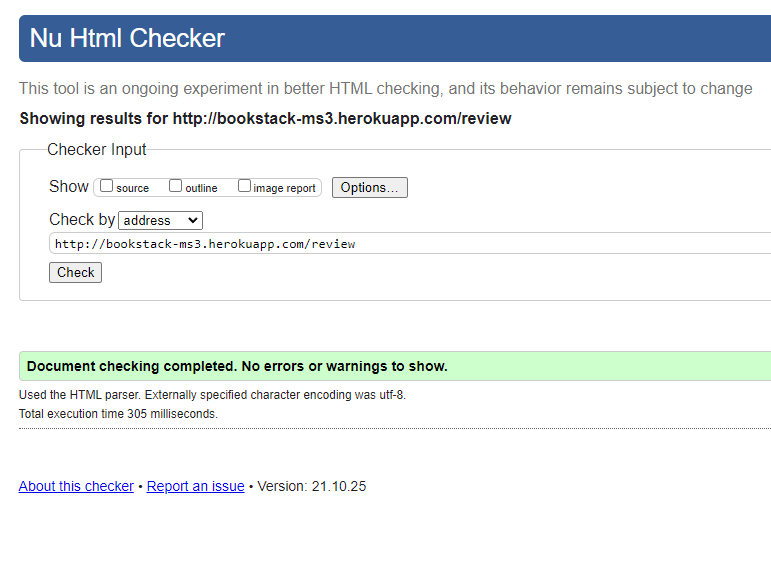 Nu Html Checker
This tool is an ongoing experiment in better HTML checking, and its behavior remains subject to change
Showing results for http://bookstack-ms3.herokuapp.com/review
Checker Input
Show source outline image report Options...
Check by address
http://bookstack-ms3.herokuapp.com/review
Check
Document checking completed. No errors or warnings to show.
Used the HTML parser. Externally specified character encoding was utf-8.
Total execution time 305 milliseconds.
About this checker • Report an issue • Version: 21.10.25